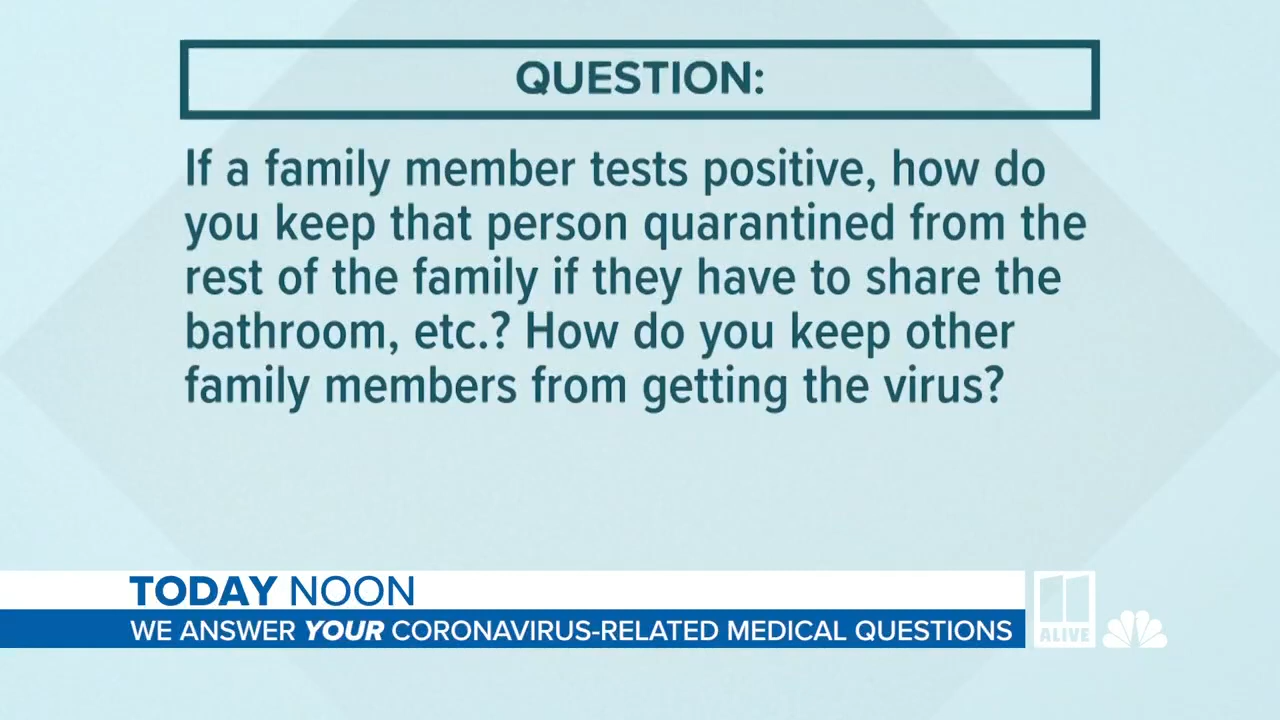 QUESTION:
If a family member tests positive, how do
you keep that person quarantined from the
rest of the family if they have to share the
bathroom, etc.? How do you keep other
family members from getting the virus?
TODAY NOON
WE ANSWER YOUR CORONAVIRUS-RELATED MEDICAL QUESTIONS
11
ALIVE